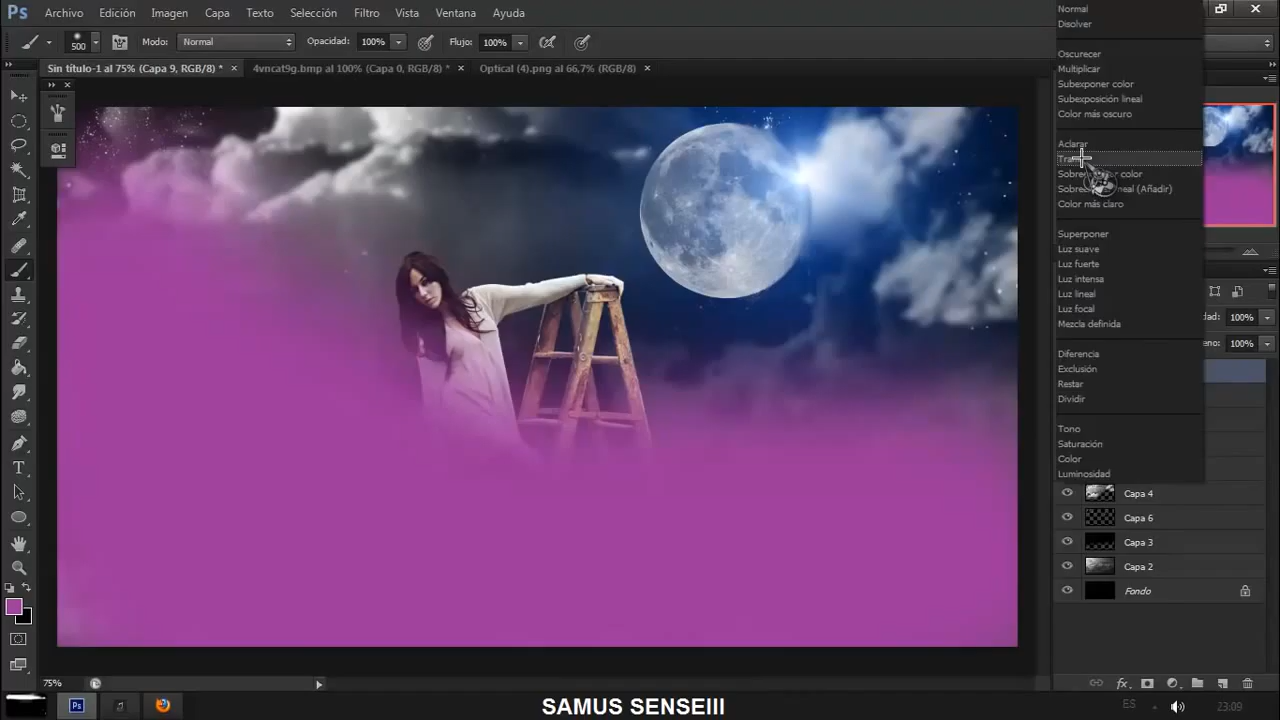 Ps Archivo Edición Imagen Capa Texto Selección Filtro Vista Ventana Ayuda
500 Modo: Normal Opacidad: 100% Flujo: 100%
Sin título-1 al 75% (Capa 9, RGB/8) * × 4vncat9g.bmp al 100% (Capa 0, RGB/8) * × Optical (4).png al 66,7% (RGB/8) ×
Normal
Disolver
Oscurecer
Multiplicar
Subexponer color
Subexposición lineal
Color más oscuro
Aclarar
color
(Añadir)
Color más claro
Superponer
Luz suave
Luz fuerte
Luz intensa
Luz lineal
Luz focal
Mezcla definida
Diferencia
Exclusión
Restar
Dividir
Tono
Saturación
Color
Luminosidad
100%
100%
Capa 4
Capa 6
Capa 3
Capa 2
Fondo
fx
75%
Ps
SAMUS SENSEIII
ES
23:09